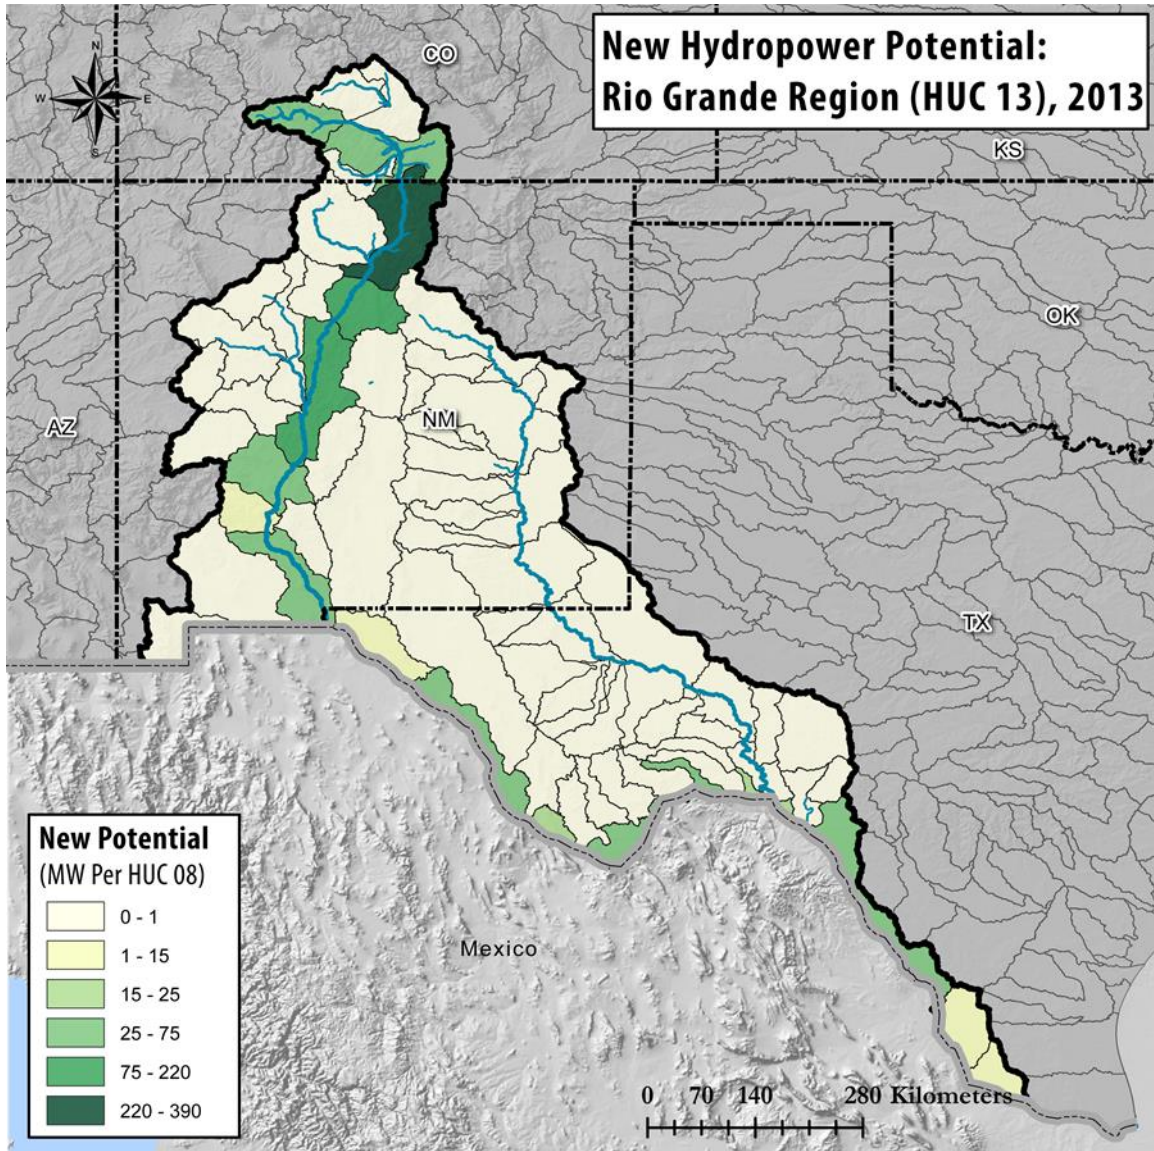 New Hydropower Potential:
Rio Grande Region (HUC 13), 2013
N
W E
S
CO
KS
OK
AZ
NM
TX
Mexico
New Potential
(MW Per HUC 08)
0 - 1
1 - 15
15 - 25
25 - 75
75 - 220
220 - 390
0 70 140 280 Kilometers